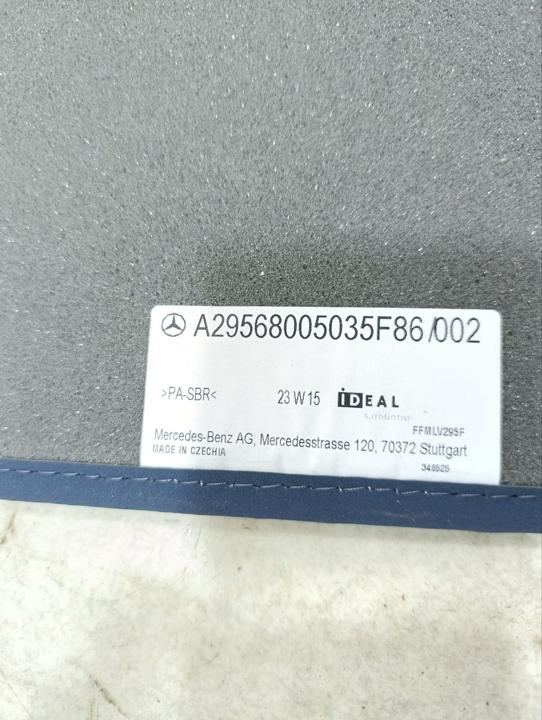 A29568005035F86/002
>PA-SBR<
23 W 15
iDEAL
AUTOMOTIVE
FFMLV295F
Mercedes-Benz AG, Mercedesstrasse 120, 70372 Stuttgart
MADE IN CZECHIA
348525